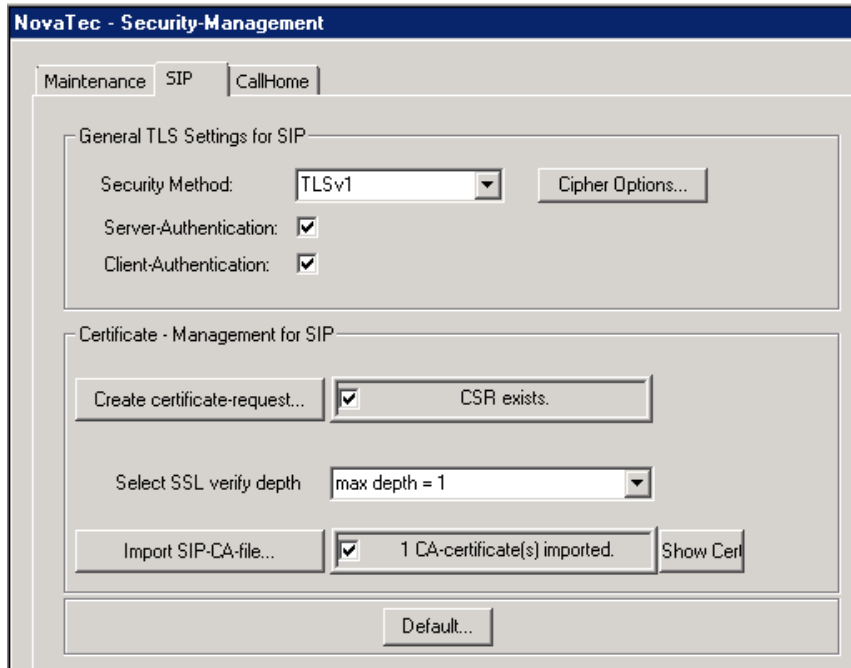 NovaTec - Security-Management
Maintenance SIP CallHome
General TLS Settings for SIP
Security Method: TLSv1 Cipher Options...
Server-Authentication:
Client-Authentication:
Certificate - Management for SIP
Create certificate-request... CSR exists.
Select SSL verify depth max depth = 1
Import SIP-CA-file... 1 CA-certificate(s) imported. Show Cert
Default...